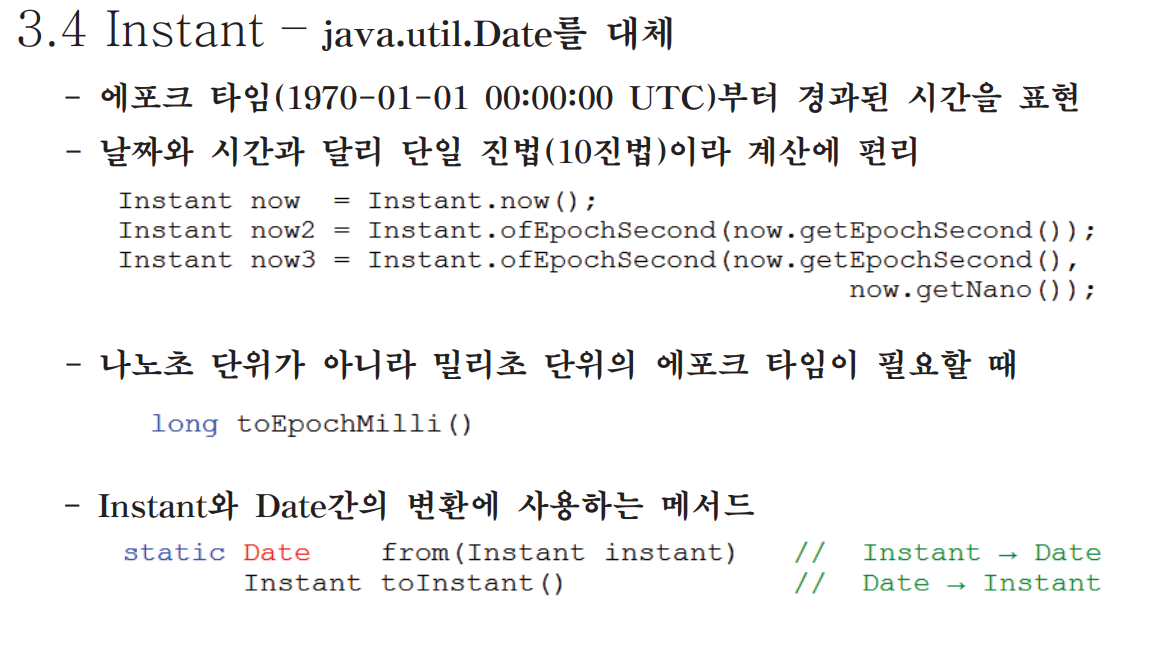 3.4 Instant – java.util.Date를 대체
- 에포크 타임(1970-01-01 00:00:00 UTC)부터 경과된 시간을 표현
- 날짜와 시간과 달리 단일 진법(10진법)이라 계산에 편리
Instant now  = Instant.now();
Instant now2 = Instant.ofEpochSecond(now.getEpochSecond());
Instant now3 = Instant.ofEpochSecond(now.getEpochSecond(),
now.getNano());
- 나노초 단위가 아니라 밀리초 단위의 에포크 타임이 필요할 때
long toEpochMilli()
- Instant와 Date간의 변환에 사용하는 메서드
static Date    from(Instant instant)   //  Instant → Date
Instant toInstant()             //  Date → Instant